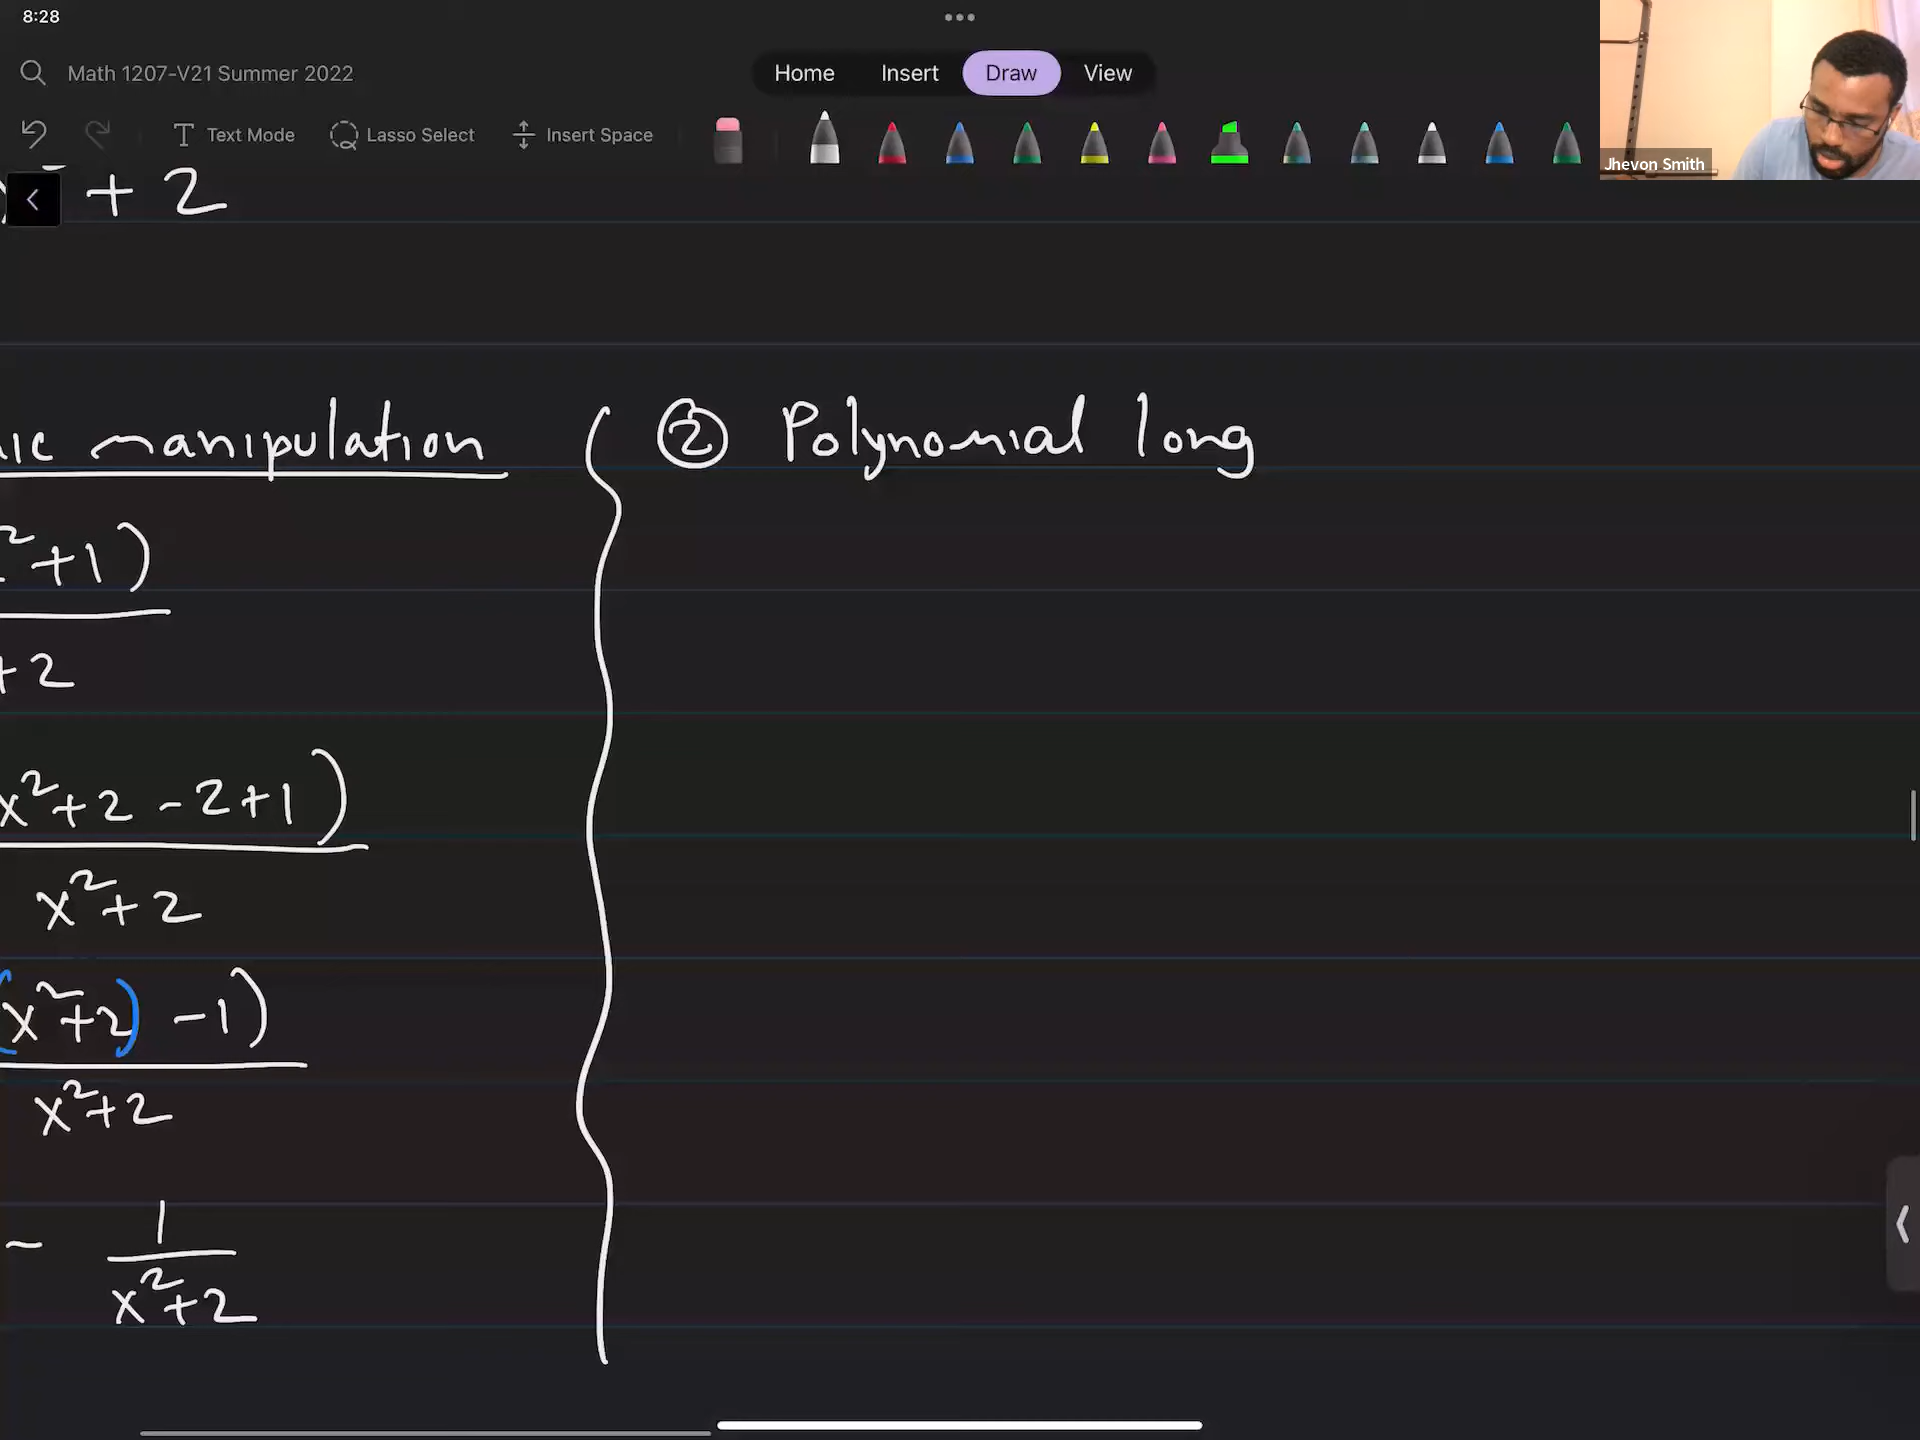 8:28
Math 1207-V21 Summer 2022
Home Insert Draw View
Text Mode Lasso Select Insert Space
Jhevon Smith
+ 2
manipulation
② Polynomial long
² + 1)
+ 2
x² + 2 - 2 + 1)
x² + 2
(x² + 2) - 1)
x² + 2
- 1
x² + 2